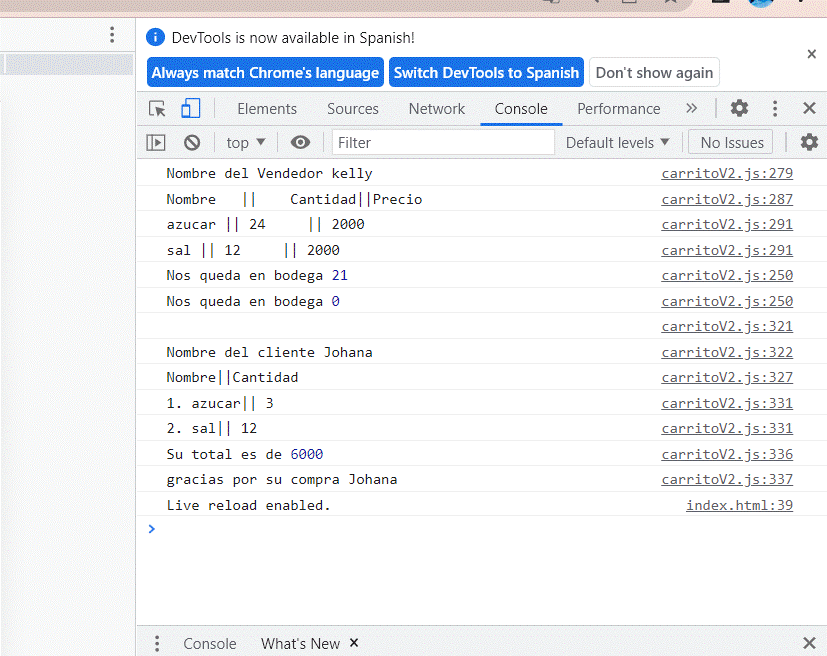 DevTools is now available in Spanish!
Always match Chrome's language Switch DevTools to Spanish Don't show again
Elements Sources Network Console Performance
top Filter Default levels No Issues
Nombre del Vendedor kelly carritoV2.js:279
Nombre || Cantidad||Precio carritoV2.js:287
azucar || 24 || 2000 carritoV2.js:291
sal || 12 || 2000 carritoV2.js:291
Nos queda en bodega 21 carritoV2.js:250
Nos queda en bodega 0 carritoV2.js:250
carritoV2.js:321
Nombre del cliente Johana carritoV2.js:322
Nombre||Cantidad carritoV2.js:327
1. azucar|| 3 carritoV2.js:331
2. sal|| 12 carritoV2.js:331
Su total es de 6000 carritoV2.js:336
gracias por su compra Johana carritoV2.js:337
Live reload enabled. index.html:39
Console What's New